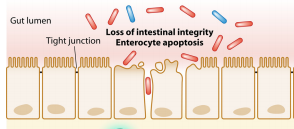 Gut lumen
Loss of intestinal integrity
Enterocyte apoptosis
Tight junction